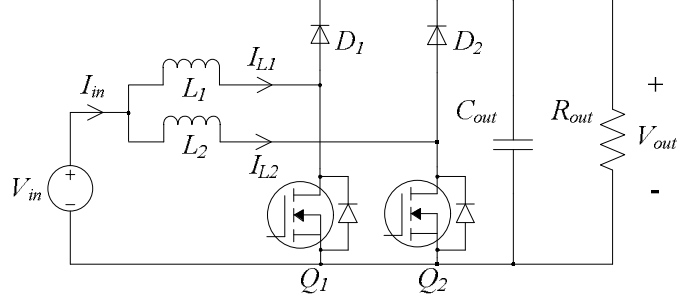 D1
D2
IL1
Iin
L1
Cout
Rout
+
Vout
L2
IL2
Vin
+
−
-
Q1
Q2